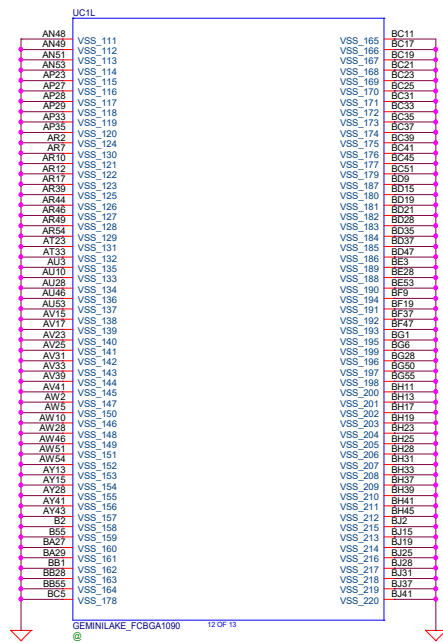 UC1L
AN48 VSS_111 VSS_165 BC11
AN49 VSS_112 VSS_166 BC17
AN51 VSS_113 VSS_167 BC19
AN53 VSS_114 VSS_168 BC21
AP23 VSS_115 VSS_169 BC23
AP27 VSS_116 VSS_170 BC25
AP28 VSS_117 VSS_171 BC31
AP29 VSS_118 VSS_172 BC33
AP33 VSS_119 VSS_173 BC35
AP35 VSS_120 VSS_174 BC37
AR2 VSS_124 VSS_175 BC39
AR7 VSS_130 VSS_176 BC41
AR10 VSS_121 VSS_177 BC45
AR12 VSS_122 VSS_179 BC51
AR17 VSS_123 VSS_187 BD9
AR39 VSS_125 VSS_180 BD15
AR44 VSS_126 VSS_181 BD19
AR46 VSS_127 VSS_182 BD21
AR49 VSS_128 VSS_183 BD28
AR54 VSS_129 VSS_184 BD35
AT23 VSS_131 VSS_185 BD37
AT33 VSS_132 VSS_186 BD47
AU3 VSS_135 VSS_189 BE3
AU10 VSS_133 VSS_188 BE28
AU28 VSS_134 VSS_190 BE53
AU46 VSS_136 VSS_194 BF9
AU53 VSS_137 VSS_191 BF19
AV15 VSS_138 VSS_192 BF37
AV17 VSS_139 VSS_193 BF47
AV23 VSS_140 VSS_195 BG1
AV25 VSS_141 VSS_199 BG6
AV31 VSS_142 VSS_196 BG28
AV33 VSS_143 VSS_197 BG50
AV39 VSS_144 VSS_198 BG55
AV41 VSS_145 VSS_200 BH11
AW2 VSS_147 VSS_201 BH13
AW5 VSS_150 VSS_202 BH17
AW10 VSS_146 VSS_203 BH19
AW28 VSS_148 VSS_204 BH23
AW46 VSS_149 VSS_205 BH25
AW51 VSS_151 VSS_206 BH28
AW54 VSS_152 VSS_207 BH31
AY13 VSS_153 VSS_208 BH33
AY15 VSS_154 VSS_209 BH37
AY28 VSS_155 VSS_210 BH39
AY41 VSS_156 VSS_211 BH41
AY43 VSS_157 VSS_212 BH45
B2 VSS_158 VSS_215 BJ2
B55 VSS_159 VSS_213 BJ15
BA27 VSS_160 VSS_214 BJ19
BA29 VSS_161 VSS_216 BJ25
BB1 VSS_162 VSS_217 BJ28
BB28 VSS_163 VSS_218 BJ31
BB55 VSS_164 VSS_219 BJ37
BC5 VSS_178 VSS_220 BJ41
GEMINILAKE_FCBGA1090 12 OF 13
@